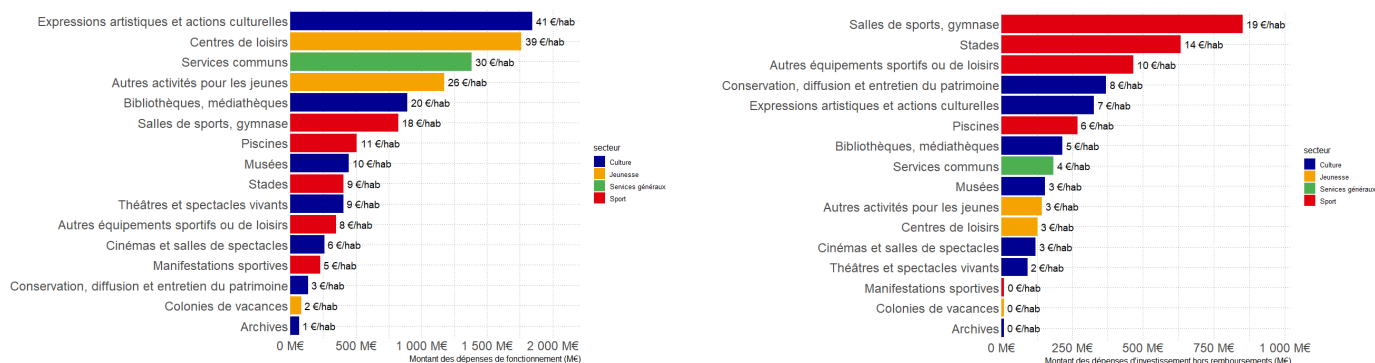 Expressions artistiques et actions culturelles 41 €/hab
Centres de loisirs 39 €/hab
Services communs 30 €/hab
Autres activités pour les jeunes 26 €/hab
Bibliothèques, médiathèques 20 €/hab
Salles de sports, gymnase 18 €/hab
Piscines 11 €/hab
Musées 10 €/hab
Stades 9 €/hab
Théâtres et spectacles vivants 9 €/hab
Autres équipements sportifs ou de loisirs 8 €/hab
Cinémas et salles de spectacles 6 €/hab
Manifestations sportives 5 €/hab
Conservation, diffusion et entretien du patrimoine 3 €/hab
Colonies de vacances 2 €/hab
Archives 1 €/hab
0 M€ 500 M€ 1 000 M€ 1 500 M€ 2 000 M€
Montant des dépenses de fonctionnement (M€)
secteur
Culture
Jeunesse
Services généraux
Sport
Salles de sports, gymnase 19 €/hab
Stades 14 €/hab
Autres équipements sportifs ou de loisirs 10 €/hab
Conservation, diffusion et entretien du patrimoine 8 €/hab
Expressions artistiques et actions culturelles 7 €/hab
Piscines 6 €/hab
Bibliothèques, médiathèques 5 €/hab
Services communs 4 €/hab
Musées 3 €/hab
Autres activités pour les jeunes 3 €/hab
Centres de loisirs 3 €/hab
Cinémas et salles de spectacles 3 €/hab
Théâtres et spectacles vivants 2 €/hab
Manifestations sportives 0 €/hab
Colonies de vacances 0 €/hab
Archives 0 €/hab
0 M€ 250 M€ 500 M€ 750 M€ 1 000 M€
Montant des dépenses d'investissement hors remboursements (M€)
secteur
Culture
Jeunesse
Services généraux
Sport